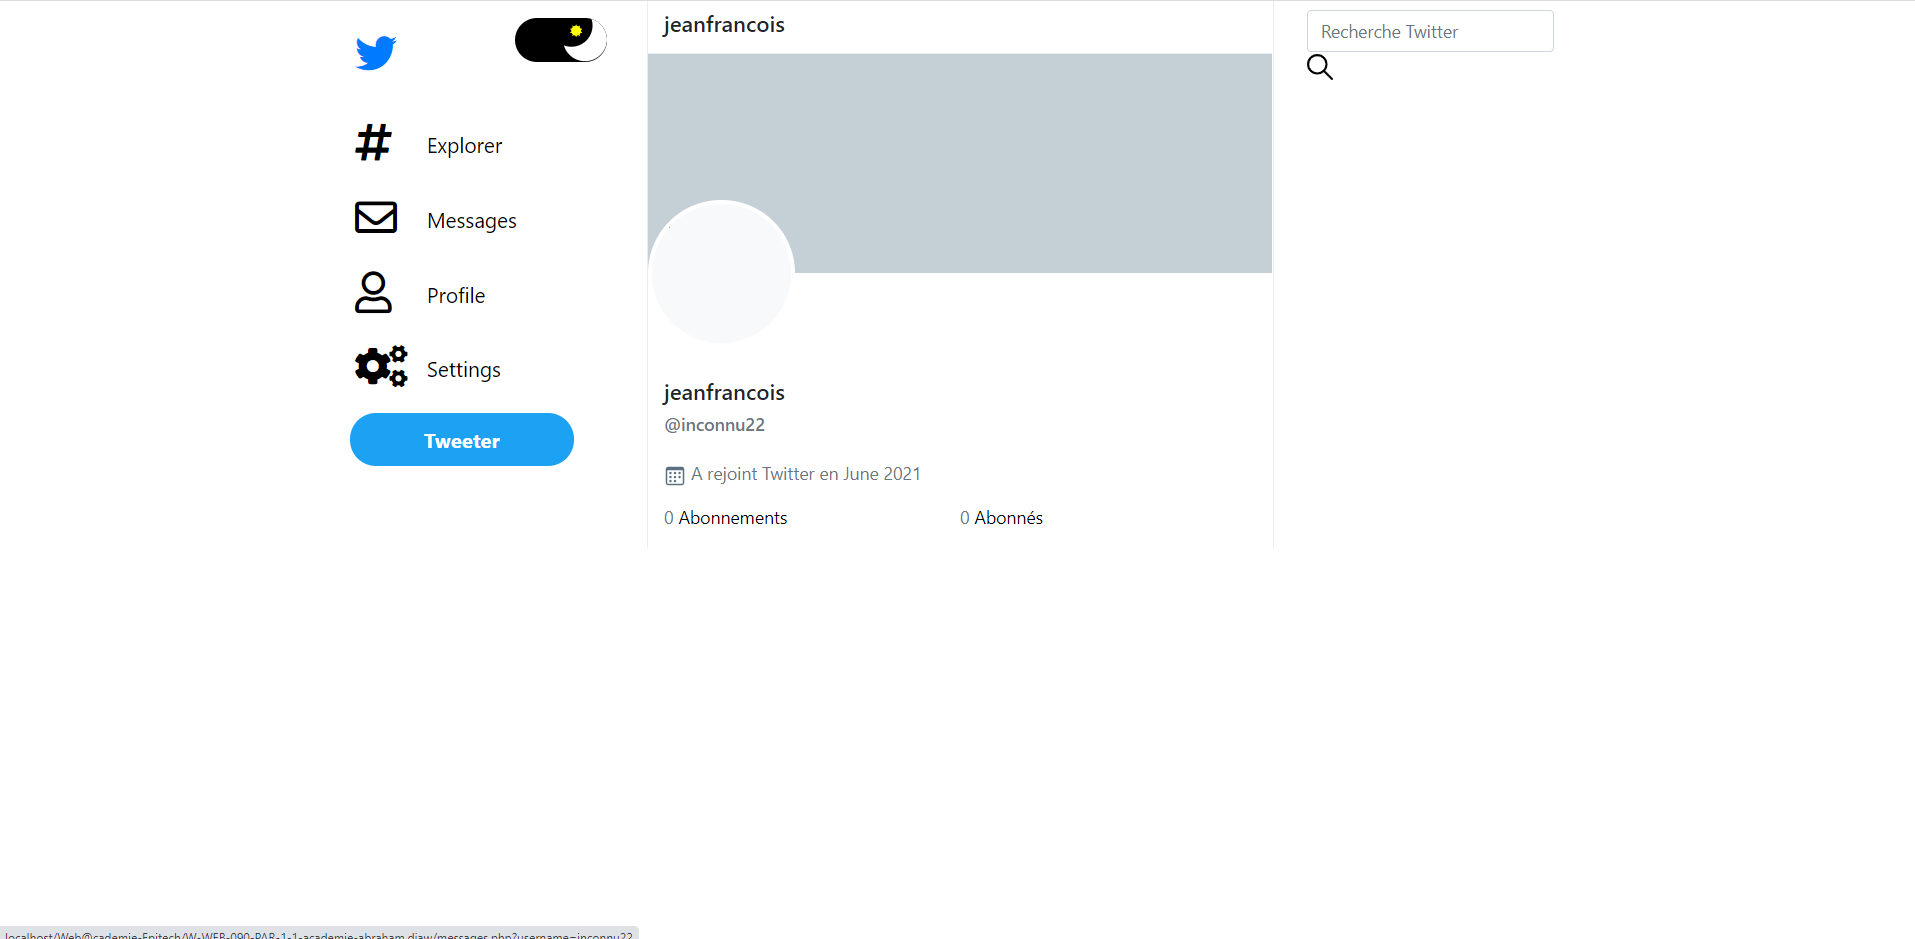 Explorer
Messages
Profile
Settings
Tweeter
jeanfrancois
jeanfrancois
@inconnu22
A rejoint Twitter en June 2021
0 Abonnements
0 Abonnés
Recherche Twitter
localhost/Web@cademie-Epitech/W-WEB-090-PAR-1-1-academie-abraham.diaw/messages.php?username=inconnu22